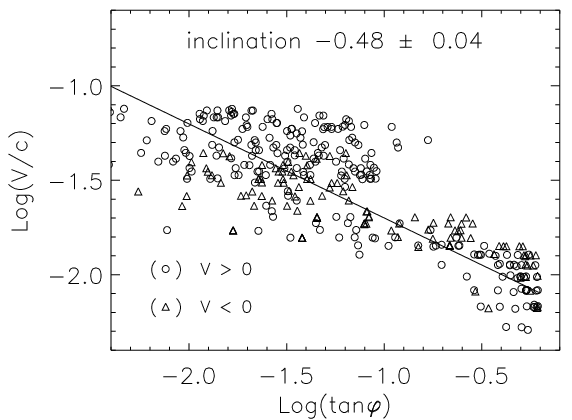 inclination −0.48 ± 0.04
Log(V/c)
−1.0
−1.5
−2.0
(○) V > 0
(△) V < 0
−2.0 −1.5 −1.0 −0.5
Log(tanφ)